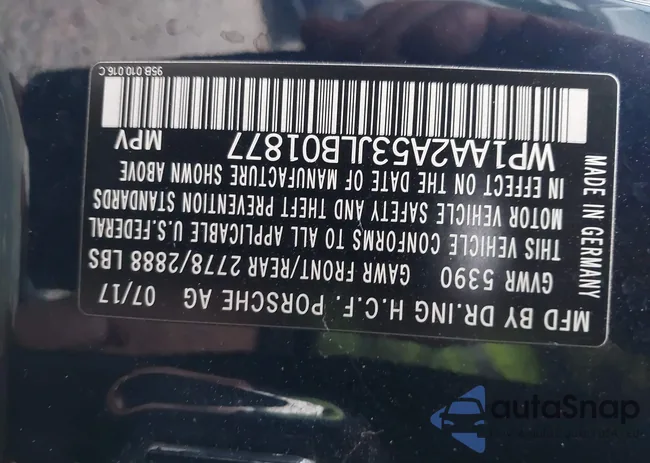 MFD BY DR.ING H.C.F. PORSCHE AG 07/17
GVWR 5390 GAWR FRONT/REAR 2778/2888 LBS
THIS VEHICLE CONFORMS TO ALL APPLICABLE U.S.FEDERAL
MOTOR VEHICLE SAFETY AND THEFT PREVENTION STANDARDS
IN EFFECT ON THE DATE OF MANUFACTURE SHOWN ABOVE
WP1AA2A53JLB01877 MPV
MADE IN GERMANY
95B.010.016 C
autoSnap